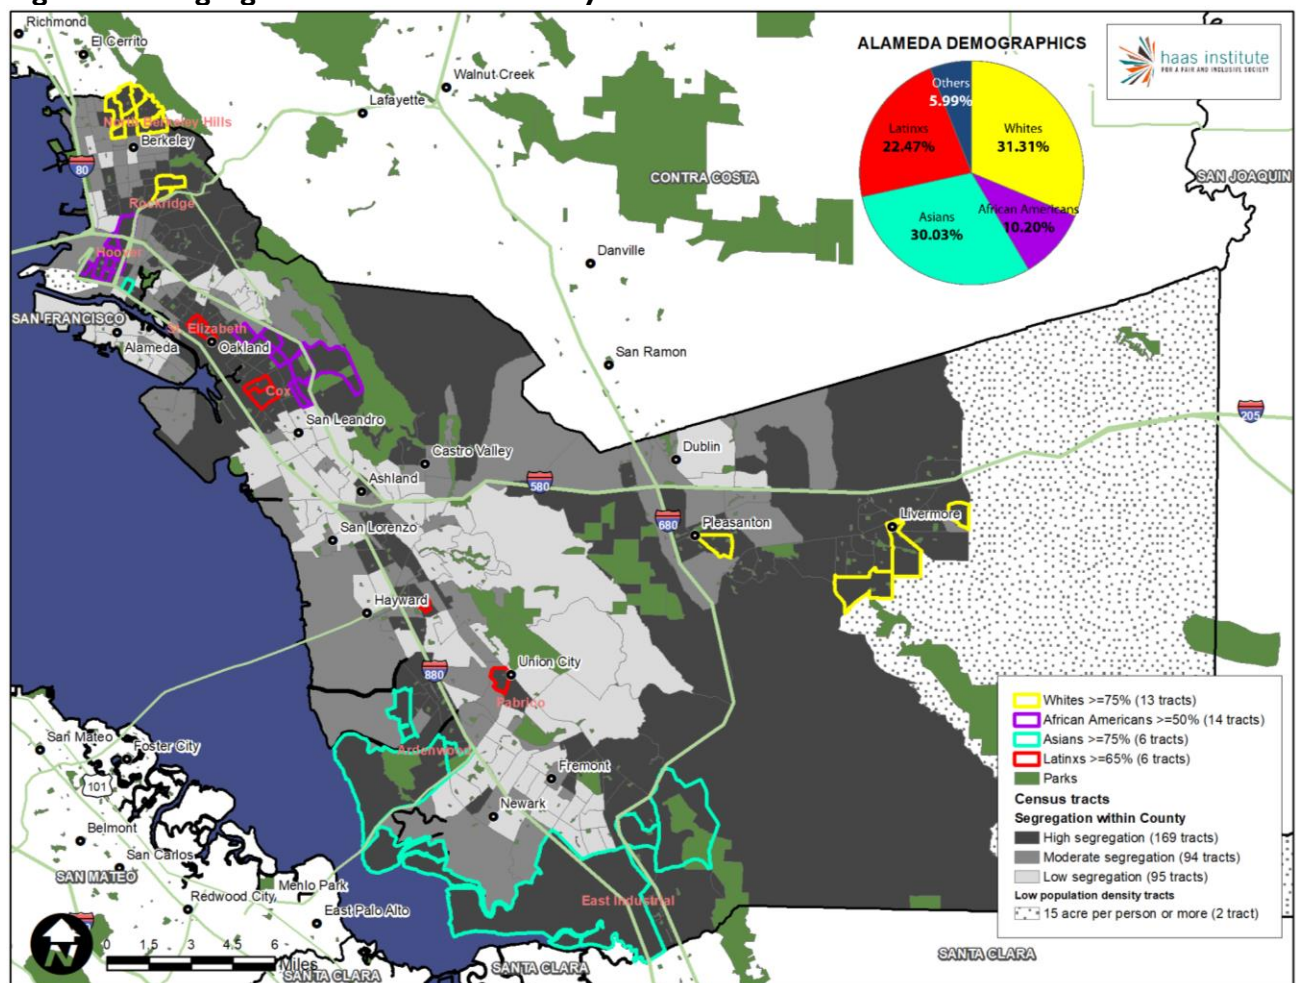 Richmond
El Cerrito
Walnut Creek
Lafayette
North Berkeley Hills
Berkeley
80
CONTRA COSTA
SAN JOAQUIN
Rockridge
Hoover
Danville
SAN FRANCISCO
St. Elizabeth
Alameda
Oakland
San Ramon
Cox
205
San Leandro
Dublin
Castro Valley
Ashland
580
680
Pleasanton
Livermore
San Lorenzo
Hayward
880
Union City
Fabrico
Ardenwood
Fremont
Newark
East Industrial
San Mateo
Foster City
101
Belmont
San Carlos
SAN MATEO
Redwood City
Menlo Park
East Palo Alto
SANTA CLARA
SANTA CLARA
SANTA CLARA
N
0 1.5 3 4.5 6
Miles
ALAMEDA DEMOGRAPHICS
Others
5.99%
Whites
31.31%
Latinxs
22.47%
African Americans
10.20%
Asians
30.03%
haas institute
FOR A FAIR AND INCLUSIVE SOCIETY
Whites >=75% (13 tracts)
African Americans >=50% (14 tracts)
Asians >=75% (6 tracts)
Latinxs >=65% (6 tracts)
Parks
Census tracts
Segregation within County
High segregation (169 tracts)
Moderate segregation (94 tracts)
Low segregation (95 tracts)
Low population density tracts
15 acre per person or more (2 tract)